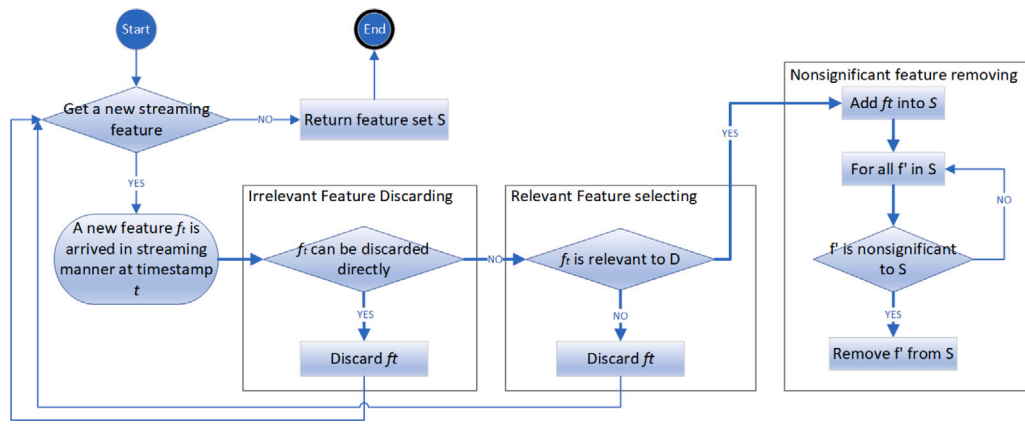 Start
End
Get a new streaming
feature
NO
Return feature set S
YES
A new feature ft is
arrived in streaming
manner at timestamp
t
Irrelevant Feature Discarding
ft can be discarded
directly
NO
YES
Discard ft
Relevant Feature selecting
ft is relevant to D
YES
NO
Discard ft
Nonsignificant feature removing
Add ft into S
For all f' in S
NO
f' is nonsignificant
to S
YES
Remove f' from S